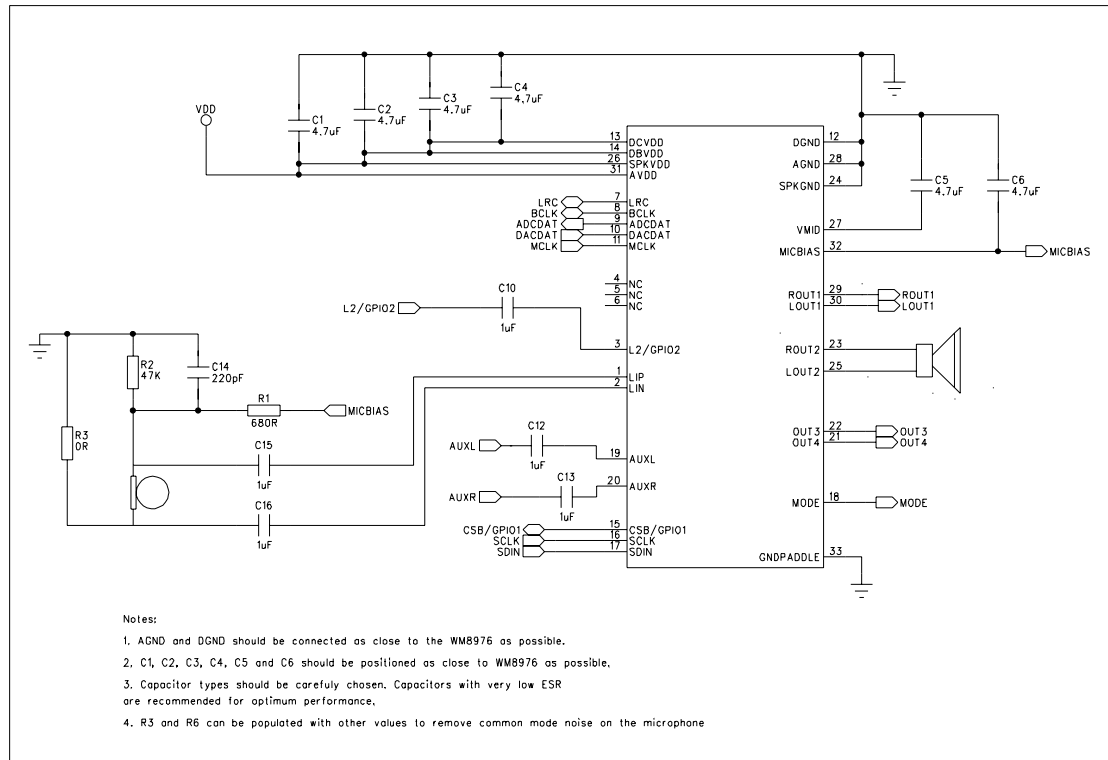 C4
4.7uF
C3
4.7uF
C2
4.7uF
C1
4.7uF
VDD
13 DCVDD
14 DBVDD
26 SPKVDD
31 AVDD
DGND 12
AGND 28
SPKGND 24
C5
4.7uF
C6
4.7uF
VMID 27
MICBIAS 32 MICBIAS
LRC 7 LRC
BCLK 8 BCLK
ADCDAT 9 ADCDAT
DACDAT 10 DACDAT
MCLK 11 MCLK
4 NC
5 NC
6 NC
ROUT1 29 ROUT1
LOUT1 30 LOUT1
C10
1uF
L2/GPIO2
3 L2/GPIO2
ROUT2 23
LOUT2 25
1 LIP
2 LIN
R2
47K
C14
220pF
R1
680R
MICBIAS
R3
0R
C15
1uF
C16
1uF
AUXL
C12
1uF
19 AUXL
AUXR
C13
1uF
20 AUXR
OUT3 22 OUT3
OUT4 21 OUT4
MODE 18 MODE
CSB/GPIO1 15 CSB/GPIO1
SCLK 16 SCLK
SDIN 17 SDIN
GNDPADDLE 33
Notes:
1. AGND and DGND should be connected as close to the WM8976 as possible.
2. C1, C2, C3, C4, C5 and C6 should be positioned as close to WM8976 as possible.
3. Capacitor types should be carefuly chosen. Capacitors with very low ESR
are recommended for optimum performance.
4. R3 and R6 can be populated with other values to remove common mode noise on the microphone